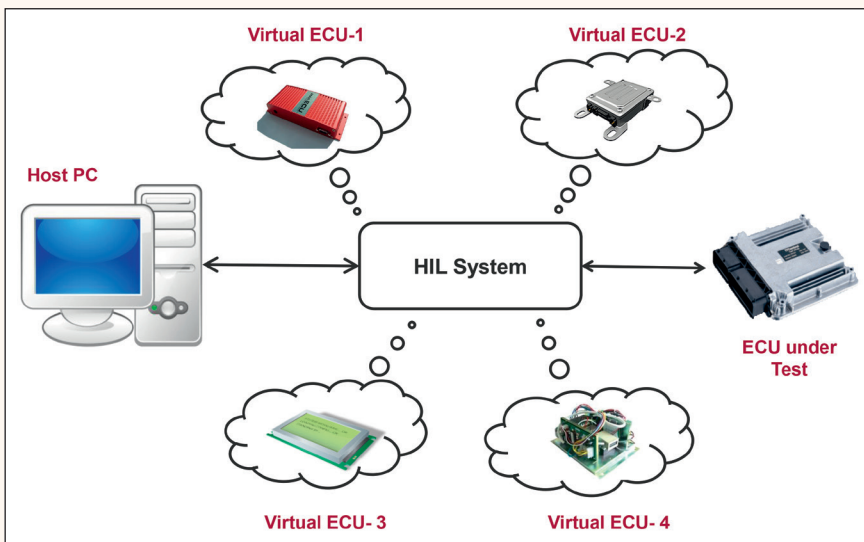 Virtual ECU-1
Virtual ECU-2
Host PC
ECU
HIL System
ECU under
Test
Virtual ECU- 3
Virtual ECU- 4